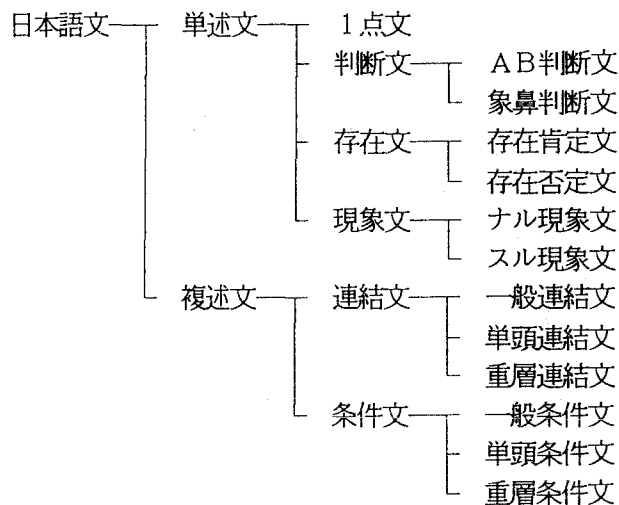 日本語文 単述文 1点文
判断文 AB判断文
象鼻判断文
存在文 存在肯定文
存在否定文
現象文 ナル現象文
スル現象文
複述文 連結文 一般連結文
単頭連結文
重層連結文
条件文 一般条件文
単頭条件文
重層条件文